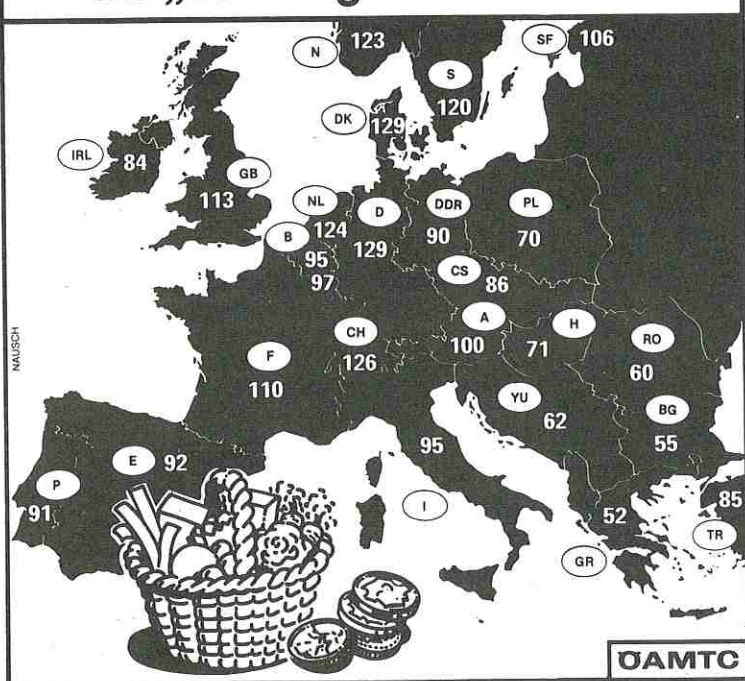 N
123
SF
106
S
120
DK
129
IRL
84
GB
113
NL
124
D
129
DDR
90
PL
70
B
95
97
CS
86
A
100
H
71
RO
60
CH
126
F
110
NAUSCH
YU
62
BG
55
E
92
P
91
95
I
52
GR
85
TR
ÖAMTC